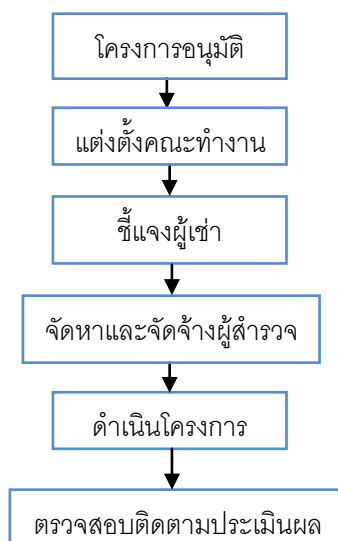 โครงการอนุมัติ
แต่งตั้งคณะทำงาน
ชี้แจงผู้เช่า
จัดหาและจัดจ้างผู้สำรวจ
ดำเนินโครงการ
ตรวจสอบติดตามประเมินผล